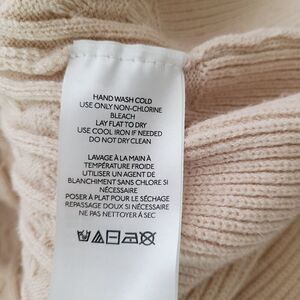 HAND WASH COLD
USE ONLY NON-CHLORINE
BLEACH
LAY FLAT TO DRY
USE COOL IRON IF NEEDED
DO NOT DRY CLEAN
LAVAGE À LA MAIN À
TEMPÉRATURE FROIDE
UTILISER UN AGENT DE
BLANCHIMENT SANS CHLORE SI
NÉCESSAIRE
POSER À PLAT POUR LE SÉCHAGE
REPASSAGE DOUX SI NÉCESSAIRE
NE PAS NETTOYER À SEC